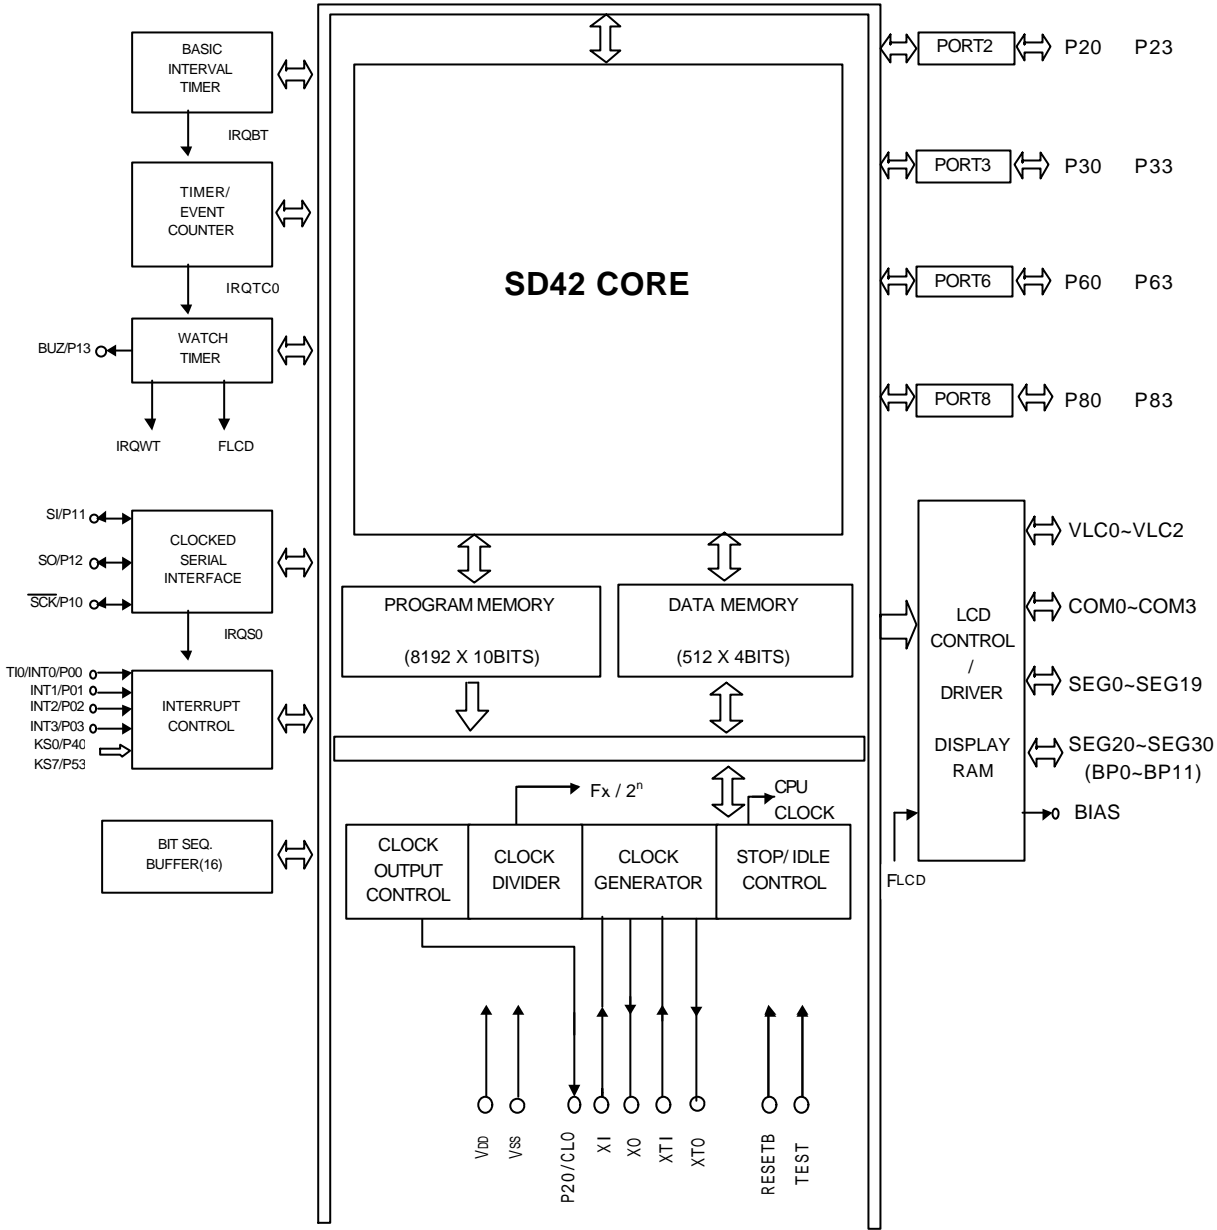 BASIC
INTERVAL
TIMER
IRQBT
TIMER/
EVENT
COUNTER
IRQTC0
BUZ/P13
WATCH
TIMER
IRQWT
FLCD
SI/P11
SO/P12
SCK/P10
CLOCKED
SERIAL
INTERFACE
IRQS0
TI0/INT0/P00
INT1/P01
INT2/P02
INT3/P03
KS0/P40
KS7/P53
INTERRUPT
CONTROL
BIT SEQ.
BUFFER(16)
SD42 CORE
PROGRAM MEMORY
(8192 X 10BITS)
DATA MEMORY
(512 X 4BITS)
Fx / 2ⁿ
CPU
CLOCK
CLOCK
OUTPUT
CONTROL
CLOCK
DIVIDER
CLOCK
GENERATOR
STOP/ IDLE
CONTROL
VDD
VSS
P20/CLO
XI
XO
XTI
XTO
RESETB
TEST
PORT2
P20 P23
PORT3
P30 P33
PORT6
P60 P63
PORT8
P80 P83
LCD
CONTROL
/
DRIVER
DISPLAY
RAM
VLC0~VLC2
COM0~COM3
SEG0~SEG19
SEG20~SEG30
(BP0~BP11)
BIAS
FLCD